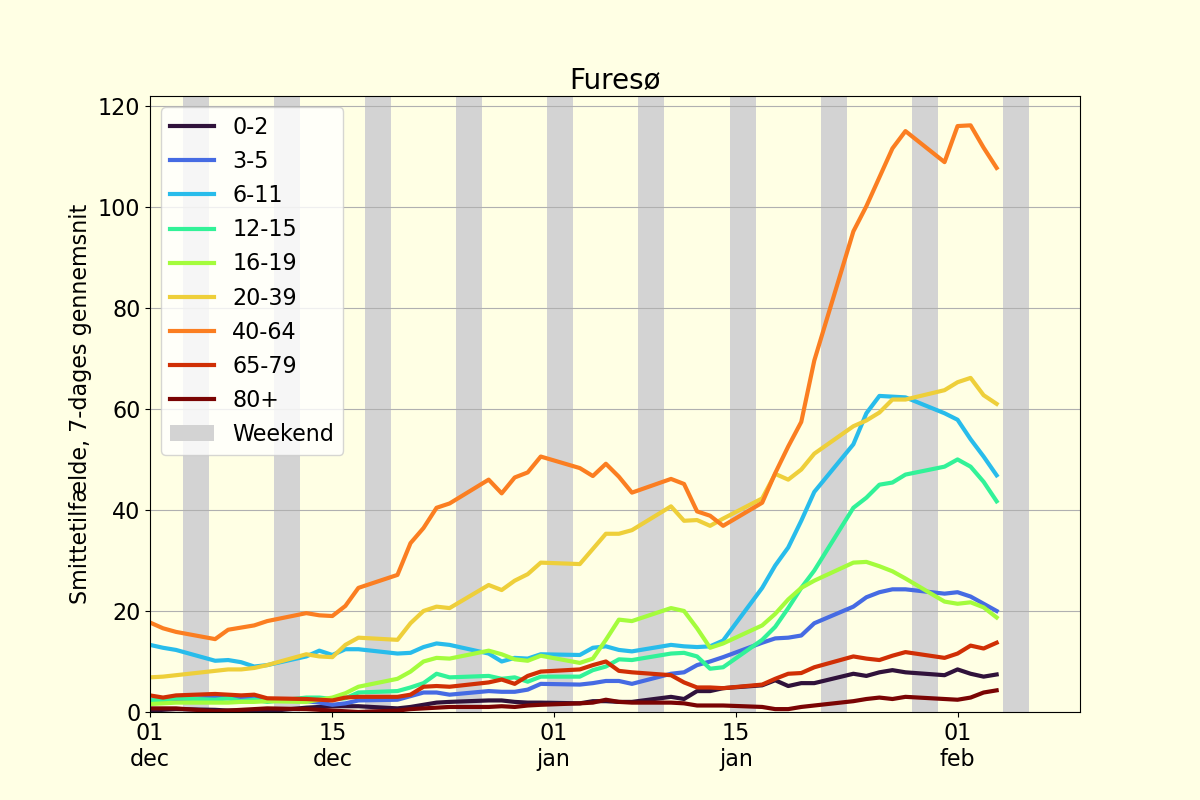 Furesø
Smittetilfælde, 7-dages gennemsnit
120
100
80
60
40
20
0
0-2
3-5
6-11
12-15
16-19
20-39
40-64
65-79
80+
Weekend
01
dec
15
dec
01
jan
15
jan
01
feb